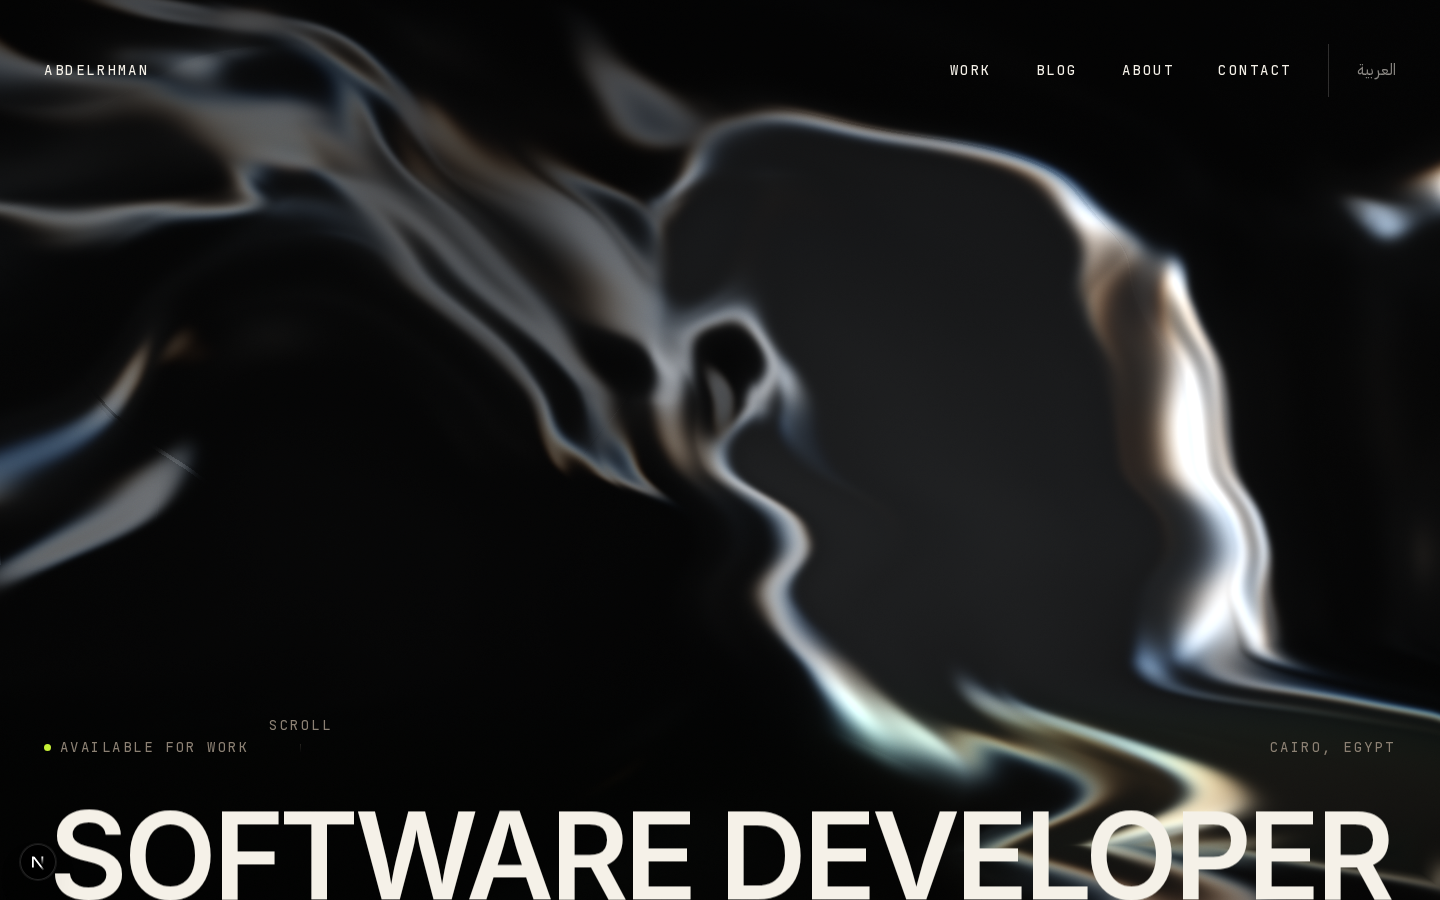 ABDELRHMAN
WORK BLOG ABOUT CONTACT العربية
SCROLL
AVAILABLE FOR WORK
CAIRO, EGYPT
SOFTWARE DEVELOPER
N